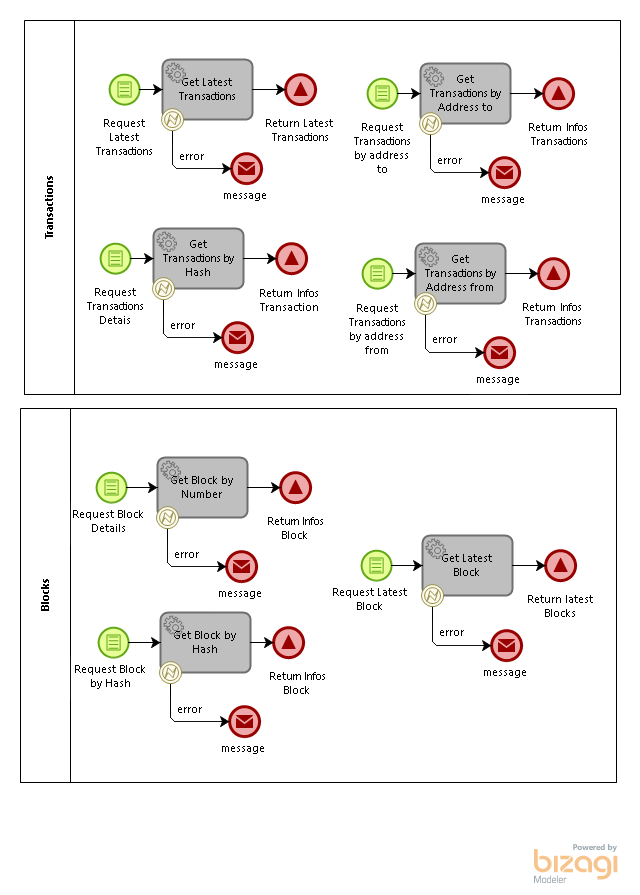 Transactions
Get Latest
Transactions
Request
Latest
Transactions
Return Latest
Transactions
error
message
Get
Transactions by
Address to
Request
Transactions
by address
to
Return Infos
Transactions
error
message
Get
Transactions by
Hash
Request
Transactions
Detais
Return Infos
Transaction
error
message
Get
Transactions by
Address from
Request
Transactions
by address
from
Return Infos
Transactions
error
message
Blocks
Get Block by
Number
Request Block
Details
Return Infos
Block
error
message
Get Latest
Block
Request Latest
Block
Return latest
Blocks
error
message
Get Block by
Hash
Request Block
by Hash
Return Infos
Block
error
message
Powered by
bizagi
Modeler